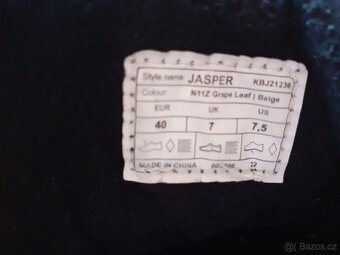 Style name: JASPER KBJ21236
Colour: N11Z Grape Leaf | Beige
EUR UK US
40 7 7,5
MADE IN CHINA
Bazoš.cz